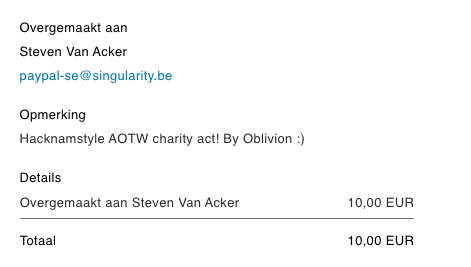 Overgemaakt aan
Steven Van Acker
paypal-se@singularity.be
Opmerking
Hacknamstyle AOTW charity act! By Oblivion :)
Details
Overgemaakt aan Steven Van Acker 10,00 EUR
Totaal 10,00 EUR